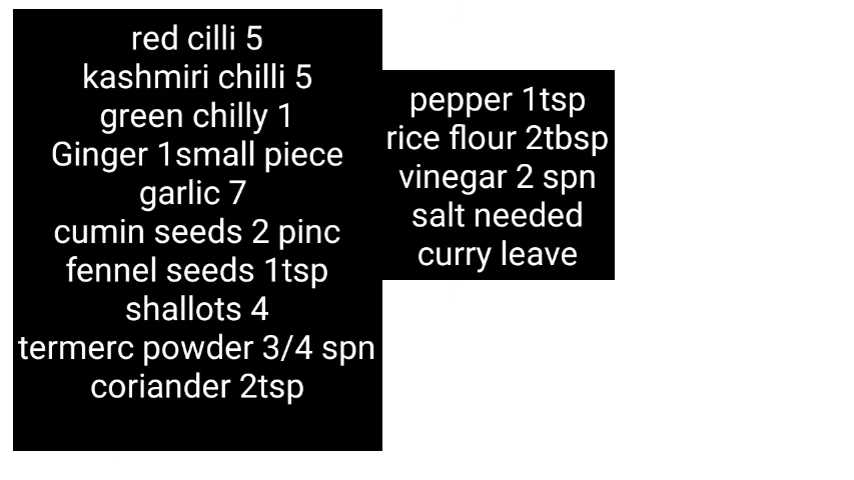 red cilli 5
kashmiri chilli 5
green chilly 1
Ginger 1small piece
garlic 7
cumin seeds 2 pinc
fennel seeds 1tsp
shallots 4
termerc powder 3/4 spn
coriander 2tsp
pepper 1tsp
rice flour 2tbsp
vinegar 2 spn
salt needed
curry leave